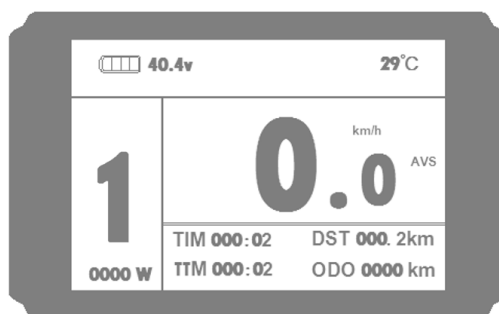 40.4v 29°C
km/h
1 0.0 AVS
TIM 000:02 DST 000. 2km
0000 W TTM 000:02 ODO 0000 km